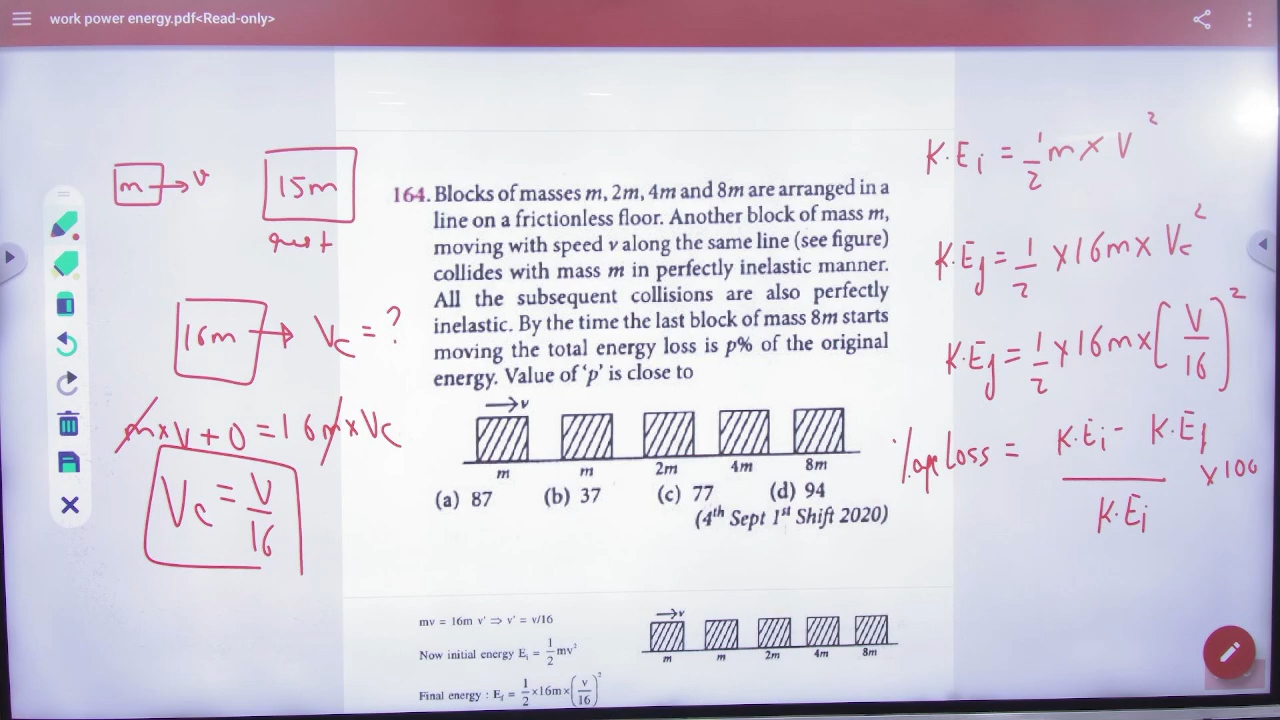 work power energy.pdf<Read-only>
m → v
15m
rest
16m → Vc = ?
m×v + 0 = 16m×Vc
Vc = V/16
164. Blocks of masses m, 2m, 4m and 8m are arranged in a
line on a frictionless floor. Another block of mass m,
moving with speed v along the same line (see figure)
collides with mass m in perfectly inelastic manner.
All the subsequent collisions are also perfectly
inelastic. By the time the last block of mass 8m starts
moving the total energy loss is p% of the original
energy. Value of ‘p’ is close to
→v
m m 2m 4m 8m
(a) 87 (b) 37 (c) 77 (d) 94
(4th Sept 1st Shift 2020)
mv = 16m v' ⇒ v' = v/16
Now initial energy Ei = 1/2 mv²
Final energy : Ef = 1/2 ×16m×(v/16)²
→v
m m 2m 4m 8m
K.Ei = 1/2 m × V²
K.Ef = 1/2 × 16m × Vc²
K.Ef = 1/2 × 16m × [V/16]²
%age Loss = (K.Ei - K.Ef)/K.Ei × 100